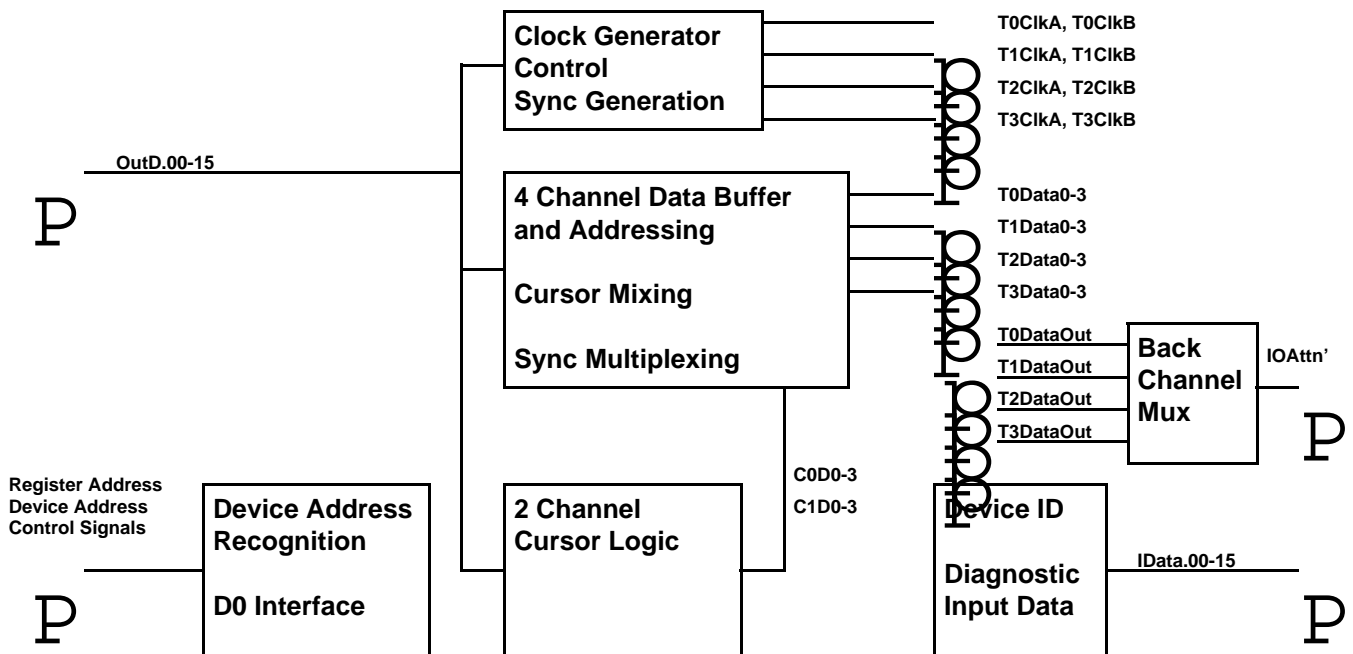 Clock Generator
Control
Sync Generation
T0ClkA, T0ClkB
T1ClkA, T1ClkB
T2ClkA, T2ClkB
T3ClkA, T3ClkB
OutD.00-15
P
4 Channel Data Buffer
and Addressing
Cursor Mixing
Sync Multiplexing
T0Data0-3
T1Data0-3
T2Data0-3
T3Data0-3
T0DataOut
T1DataOut
T2DataOut
T3DataOut
Back
Channel
Mux
IOAttn'
P
Register Address
Device Address
Control Signals
P
Device Address
Recognition
D0 Interface
2 Channel
Cursor Logic
C0D0-3
C1D0-3
Device ID
Diagnostic
Input Data
IData.00-15
P